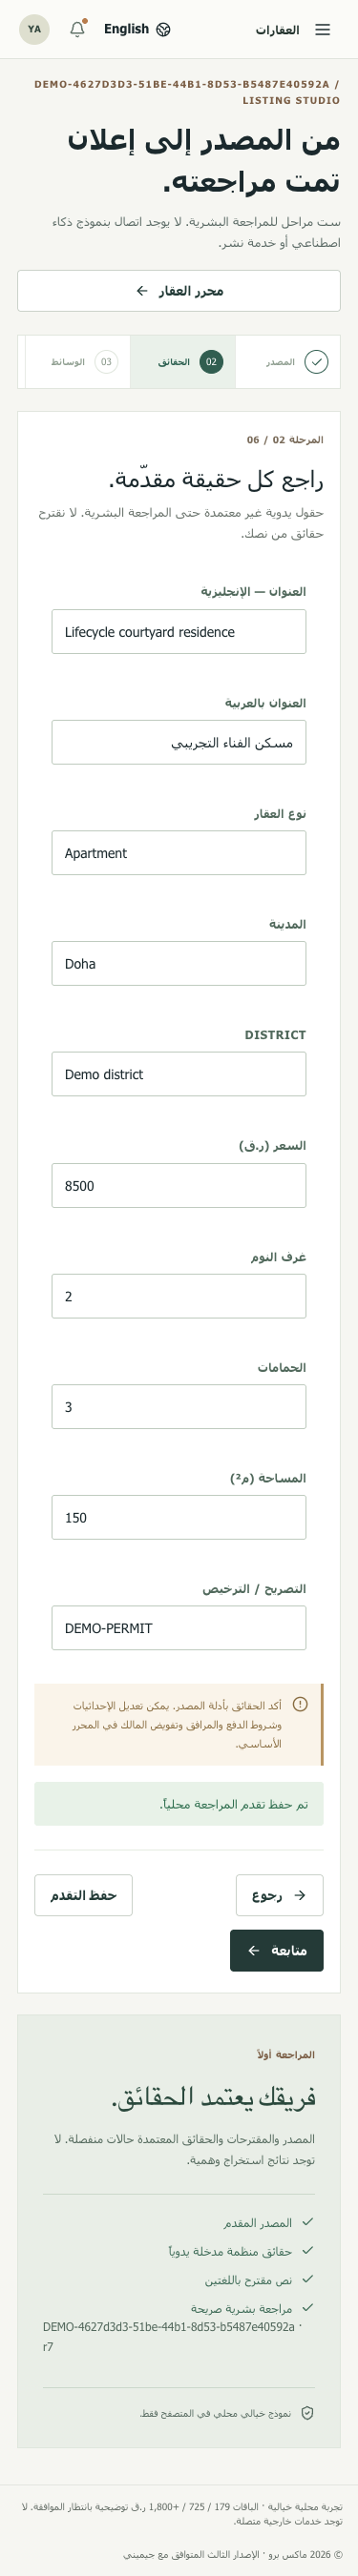 العقارات
English
YA
DEMO-4627D3D3-51BE-44B1-8D53-B5487E40592A /
LISTING STUDIO
من المصدر إلى إعلان
تمت مراجعته.
ست مراحل للمراجعة البشرية. لا يوجد اتصال بنموذج ذكاء
اصطناعي أو خدمة نشر.
محرر العقار
المصدر
02 الحقائق
03 الوسائط
المرحلة 02 / 06
راجع كل حقيقة مقدّمة.
حقول يدوية غير معتمدة حتى المراجعة البشرية. لا نقترح
حقائق من نصك.
العنوان — الإنجليزية
Lifecycle courtyard residence
العنوان بالعربية
مسكن الفناء التجريبي
نوع العقار
Apartment
المدينة
Doha
DISTRICT
Demo district
السعر (ر.ق)
8500
غرف النوم
2
الحمامات
3
المساحة (م²)
150
التصريح / الترخيص
DEMO-PERMIT
أكد الحقائق بأدلة المصدر. يمكن تعديل الإحداثيات
وشروط الدفع والمرافق وتفويض المالك في المحرر
الأساسي.
تم حفظ تقدم المراجعة محلياً.
رجوع
حفظ التقدم
متابعة
المراجعة أولاً
فريقك يعتمد الحقائق.
المصدر والمقترحات والحقائق المعتمدة حالات منفصلة. لا
توجد نتائج استخراج وهمية.
المصدر المقدم
حقائق منظمة مدخلة يدوياً
نص مقترح باللغتين
مراجعة بشرية صريحة
DEMO-4627d3d3-51be-44b1-8d53-b5487e40592a ·
r7
نموذج خيالي محلي في المتصفح فقط
تجربة محلية خيالية · الباقات 179 / 725 / +1,800 ر.ق توضيحية بانتظار الموافقة. لا
توجد خدمات خارجية متصلة.
© 2026 ماكس برو · الإصدار الثالث المتوافق مع جيميني